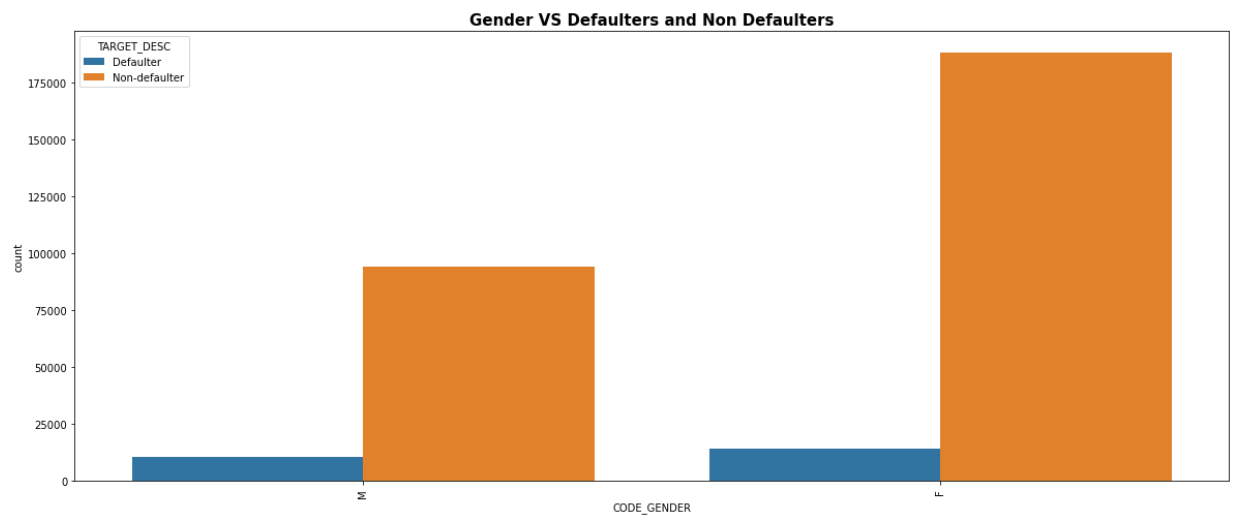 Gender VS Defaulters and Non Defaulters
TARGET_DESC
Defaulter
Non-defaulter
175000
150000
125000
100000
75000
50000
25000
0
count
M
F
CODE_GENDER